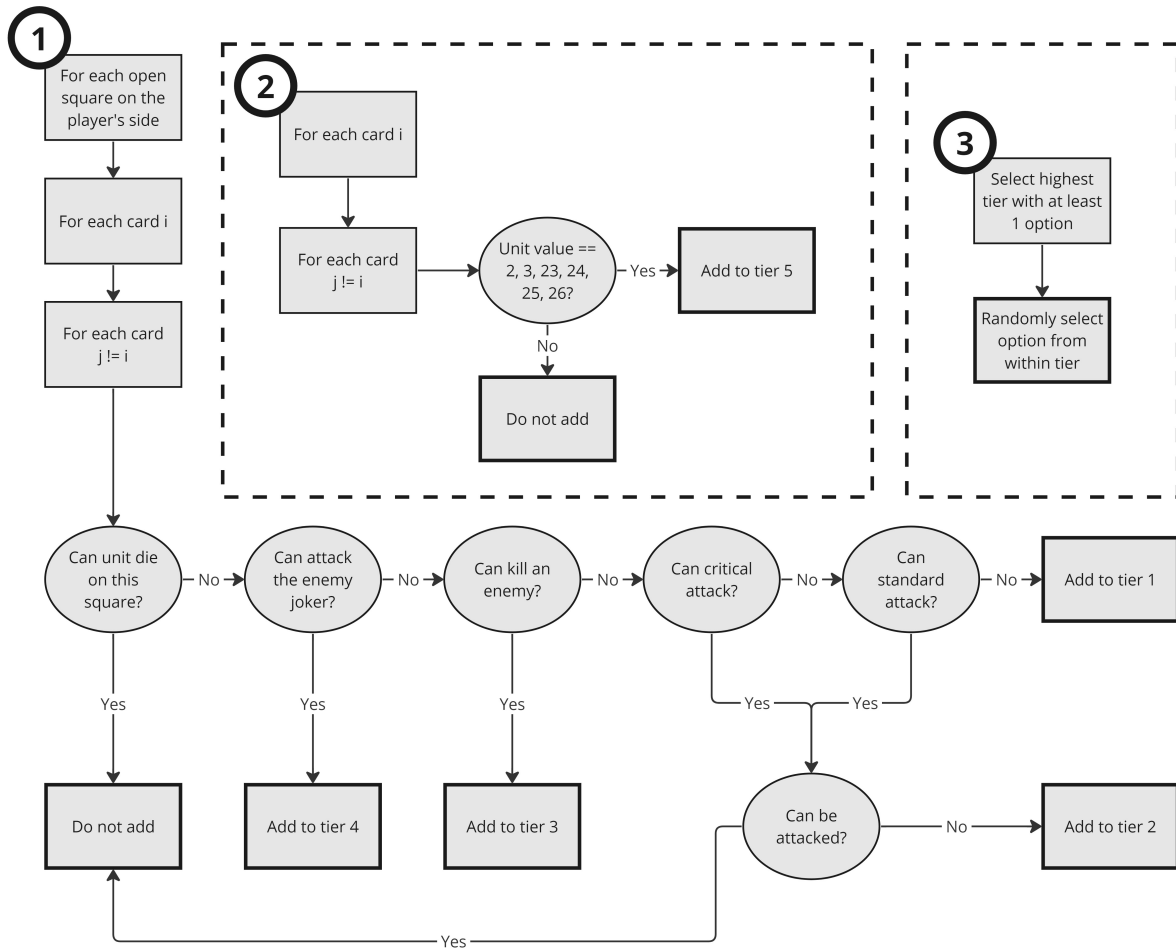 1
For each open
square on the
player's side
For each card i
For each card
j != i
2
For each card i
For each card
j != i
Unit value ==
2, 3, 23, 24,
25, 26?
Yes
Add to tier 5
No
Do not add
3
Select highest
tier with at least
1 option
Randomly select
option from
within tier
Can unit die
on this
square?
No
Can attack
the enemy
joker?
No
Can kill an
enemy?
No
Can critical
attack?
No
Can
standard
attack?
No
Add to tier 1
Yes
Yes
Yes
Yes
Yes
Do not add
Add to tier 4
Add to tier 3
Can be
attacked?
No
Add to tier 2
Yes